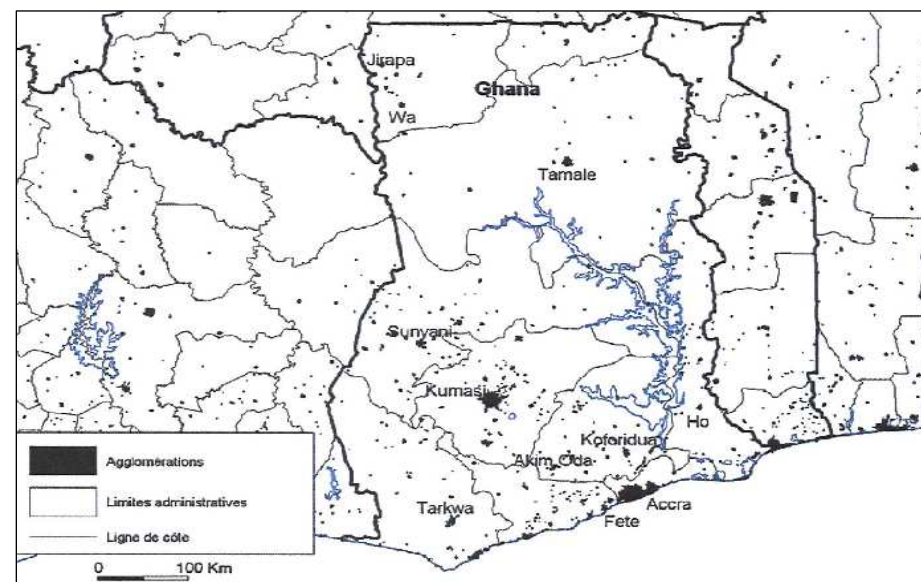 Jirapa
Ghana
Wa
Tamale
Sunyani
Kumasi
Ho
Koforidua
Akim Oda
Accra
Tarkwa
Fete
Agglomérations
Limites administratives
Ligne de côte
0 100 Km